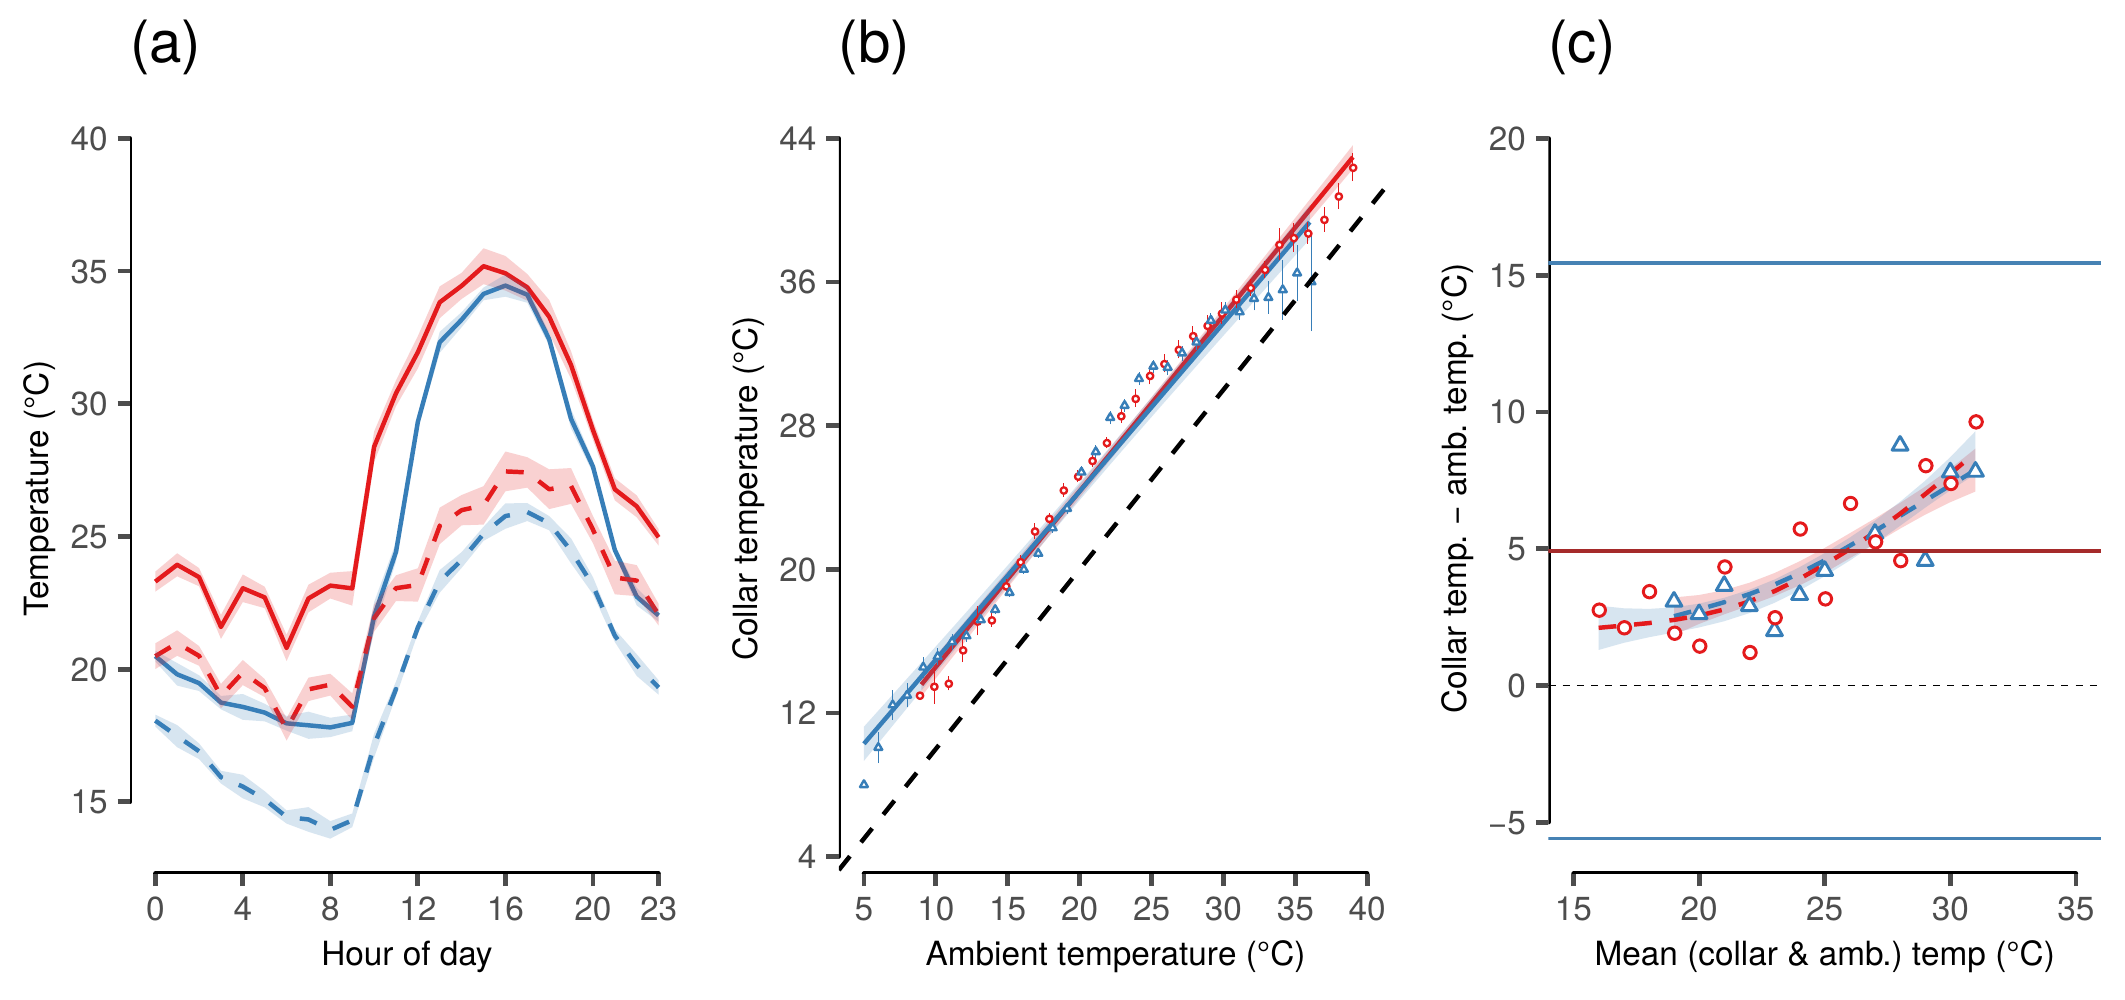 (a)
40
35
30
25
20
15
Temperature (°C)
0 4 8 12 16 20 23
Hour of day
(b)
44
36
28
20
12
4
Collar temperature (°C)
5 10 15 20 25 30 35 40
Ambient temperature (°C)
(c)
20
15
10
5
0
−5
Collar temp. − amb. temp. (°C)
15 20 25 30 35
Mean (collar & amb.) temp (°C)